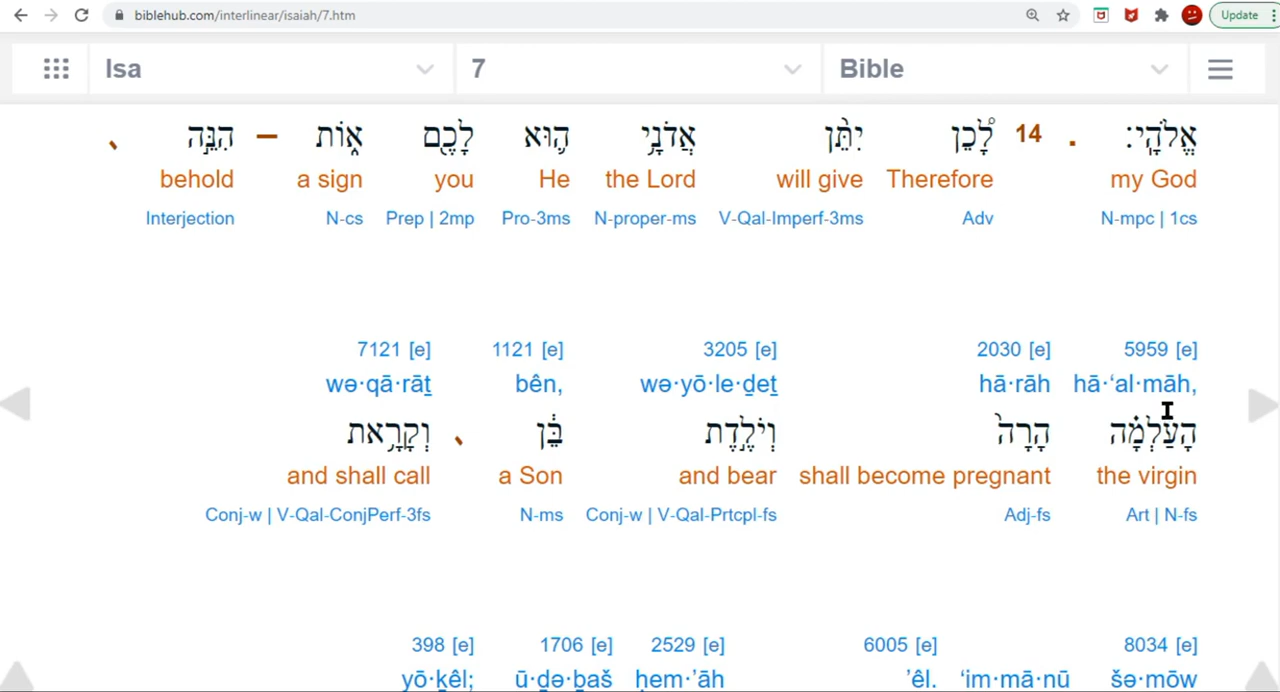 biblehub.com/interlinear/isaiah/7.htm Update
Isa 7 Bible
אֱלֹהָֽי׃ . 14 לָ֠כֵן יִתֵּ֨ן אֲדֹנָ֥י ה֛וּא לָכֶ֖ם א֑וֹת – הִנֵּ֣ה 、
behold a sign you He the Lord will give Therefore my God
Interjection N-cs Prep | 2mp Pro-3ms N-proper-ms V-Qal-Imperf-3ms Adv N-mpc | 1cs
7121 [e] 1121 [e] 3205 [e] 2030 [e] 5959 [e]
wə·qā·rāṯ bên, wə·yō·le·ḏeṯ hā·rāh hā·‘al·māh,
הָעַלְמָ֗ה הָרָה֙ וְיֹלֶ֣דֶת בֵּ֔ן 、 וְקָרָ֥את
and shall call a Son and bear shall become pregnant the virgin
Conj-w | V-Qal-ConjPerf-3fs N-ms Conj-w | V-Qal-Prtcpl-fs Adj-fs Art | N-fs
398 [e] 1706 [e] 2529 [e] 6005 [e] 8034 [e]
yō·ḵêl; ū·ḏə·ḇaš ḥem·’āh ’êl. ‘im·mā·nū šə·mōw